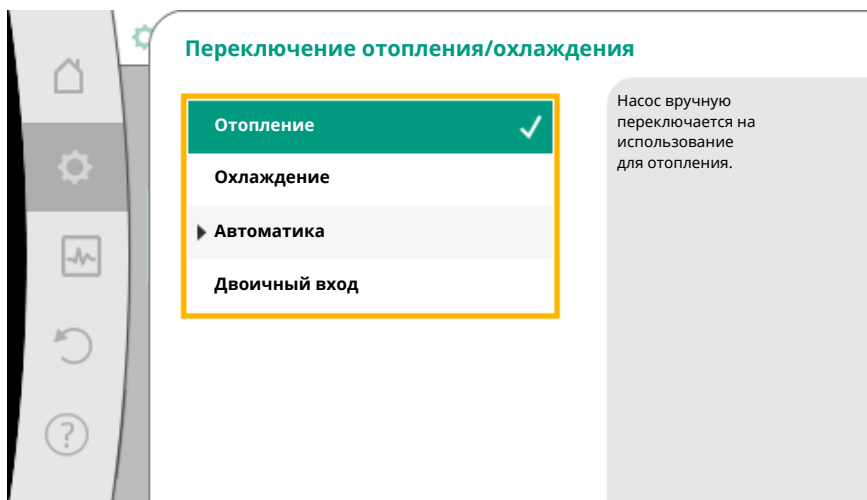 Переключение отопления/охлаждения
Отопление
Охлаждение
Автоматика
Двоичный вход
Насос вручную
переключается на
использование
для отопления.
?